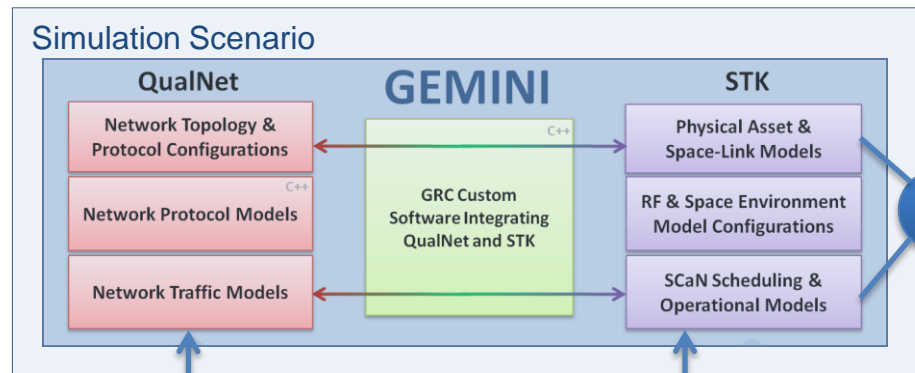 Simulation Scenario
QualNet
GEMINI
STK
Network Topology &
Protocol Configurations
C++
Network Protocol Models
Network Traffic Models
C++
GRC Custom
Software Integrating
QualNet and STK
Physical Asset &
Space-Link Models
RF & Space Environment
Model Configurations
SCaN Scheduling &
Operational Models